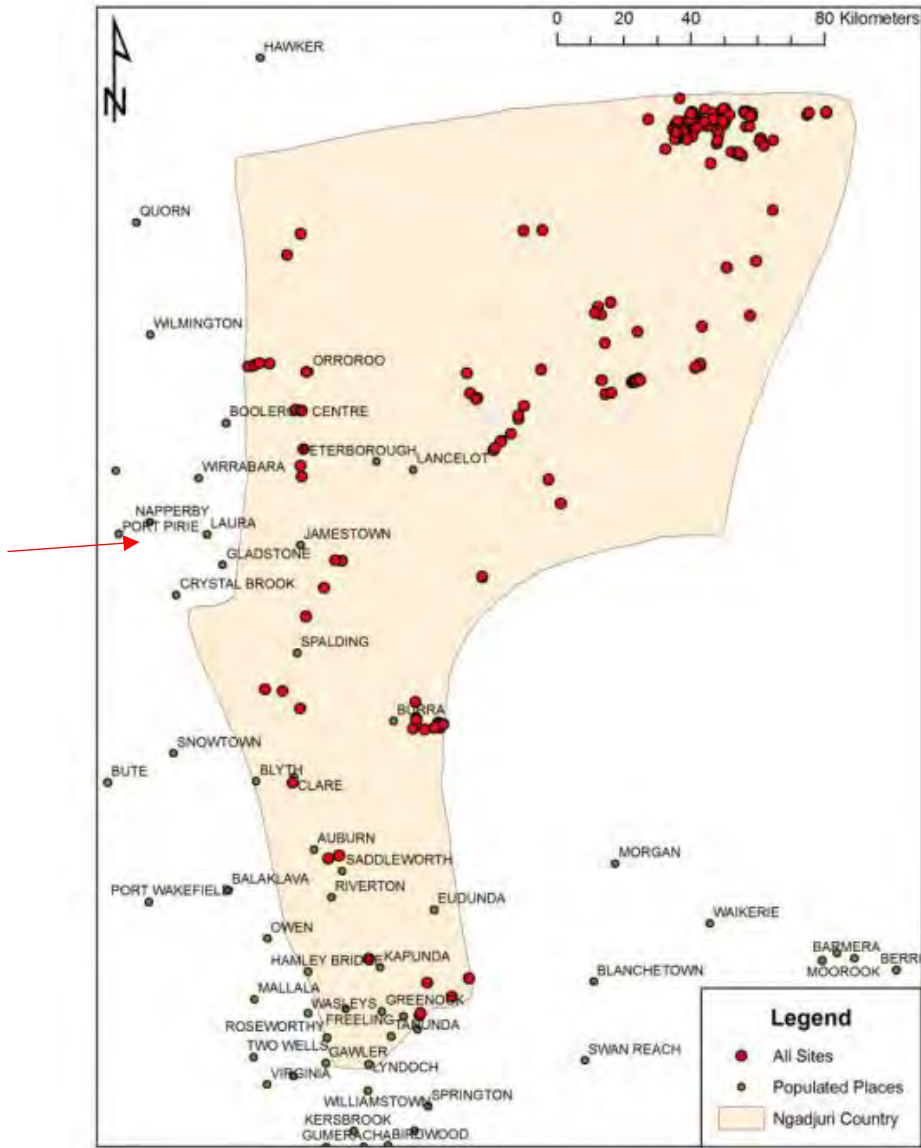 0 20 40 80 Kilometers
N
HAWKER
QUORN
WILMINGTON
ORROROO
BOOLEROO CENTRE
PETERBOROUGH
LANCELOT
WIRRABARA
NAPPERBY
PORT PIRIE
LAURA
JAMESTOWN
GLADSTONE
CRYSTAL BROOK
SPALDING
BURRA
SNOWTOWN
BUTE
BLYTH
CLARE
AUBURN
SADDLEWORTH
MORGAN
BALAKLAVA
PORT WAKEFIELD
RIVERTON
EUDUNDA
WAIKERIE
OWEN
HAMLEY BRIDGE
KAPUNDA
BARMERA
BERRI
MOOROOK
BLANCHETOWN
MALLALA
WASLEYS
GREENOCK
FREELING
ROSEWORTHY
TANUNDA
TWO WELLS
GAWLER
LYNDOCH
SWAN REACH
VIRGINIA
WILLIAMSTOWN
SPRINGTON
KERSBROOK
GUMERACHA
BIRDWOOD
Legend
All Sites
Populated Places
Ngadjuri Country